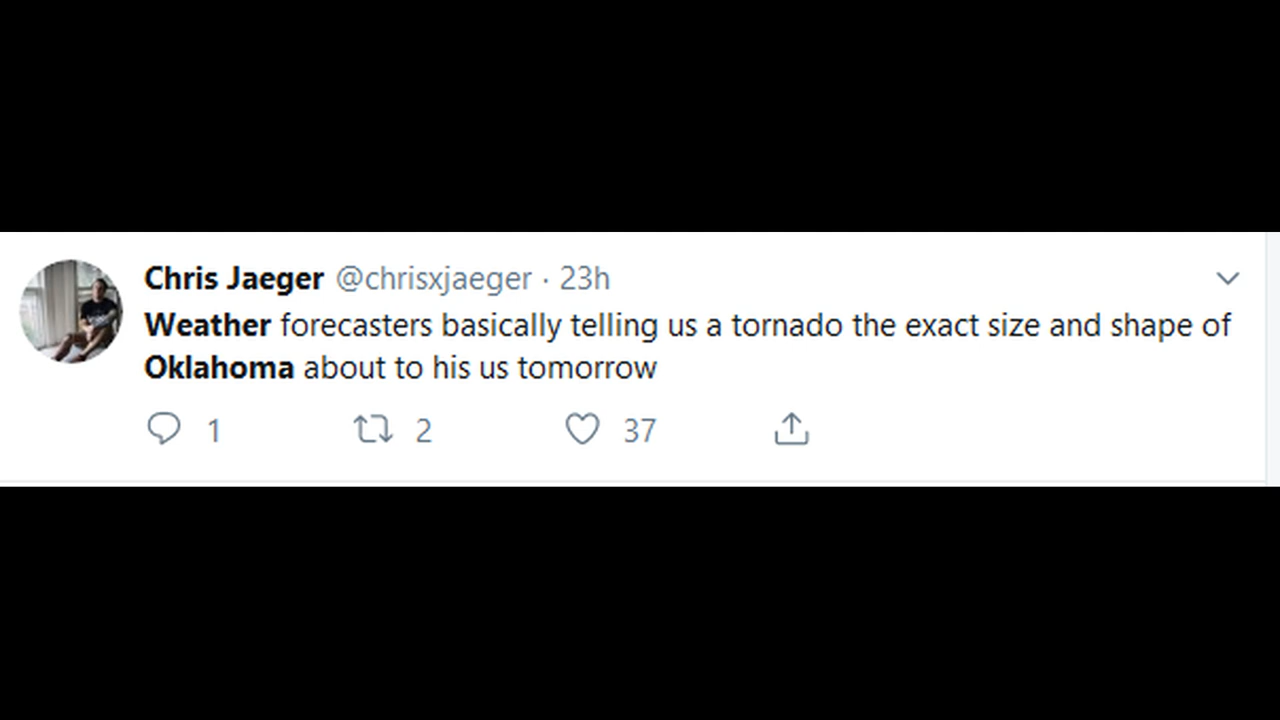 Chris Jaeger @chrisxjaeger · 23h
Weather forecasters basically telling us a tornado the exact size and shape of
Oklahoma about to his us tomorrow
1 2 37